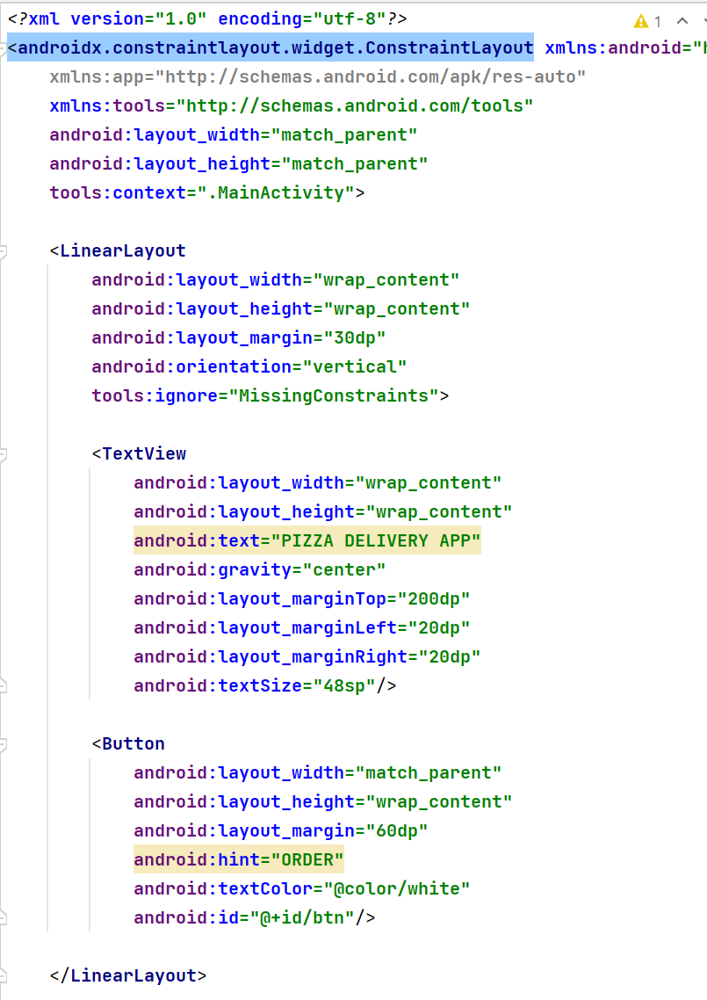 <?xml version="1.0" encoding="utf-8"?>
1
<androidx.constraintlayout.widget.ConstraintLayout xmlns:android="
xmlns:app="http://schemas.android.com/apk/res-auto"
xmlns:tools="http://schemas.android.com/tools"
android:layout_width="match_parent"
android:layout_height="match_parent"
tools:context=".MainActivity">
<LinearLayout
android:layout_width="wrap_content"
android:layout_height="wrap_content"
android:layout_margin="30dp"
android:orientation="vertical"
tools:ignore="MissingConstraints">
<TextView
android:layout_width="wrap_content"
android:layout_height="wrap_content"
android:text="PIZZA DELIVERY APP"
android:gravity="center"
android:layout_marginTop="200dp"
android:layout_marginLeft="20dp"
android:layout_marginRight="20dp"
android:textSize="48sp"/>
<Button
android:layout_width="match_parent"
android:layout_height="wrap_content"
android:layout_margin="60dp"
android:hint="ORDER"
android:textColor="@color/white"
android:id="@+id/btn"/>
</LinearLayout>